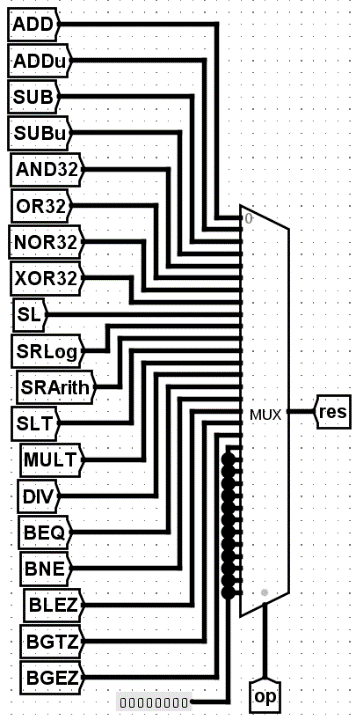 ADD
ADDu
SUB
SUBu
AND32
OR32
NOR32
XOR32
SL
SRLog
SRArith
SLT
MULT
DIV
BEQ
BNE
BLEZ
BGTZ
BGEZ
0
MUX
res
op